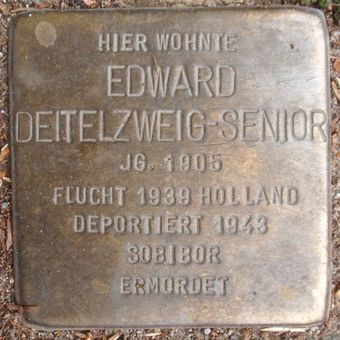 HIER WOHNTE
EDWARD
DEITELZWEIG-SENIOR
JG. 1905
FLUCHT 1939 HOLLAND
DEPORTIERT 1943
SOBIBOR
ERMORDET